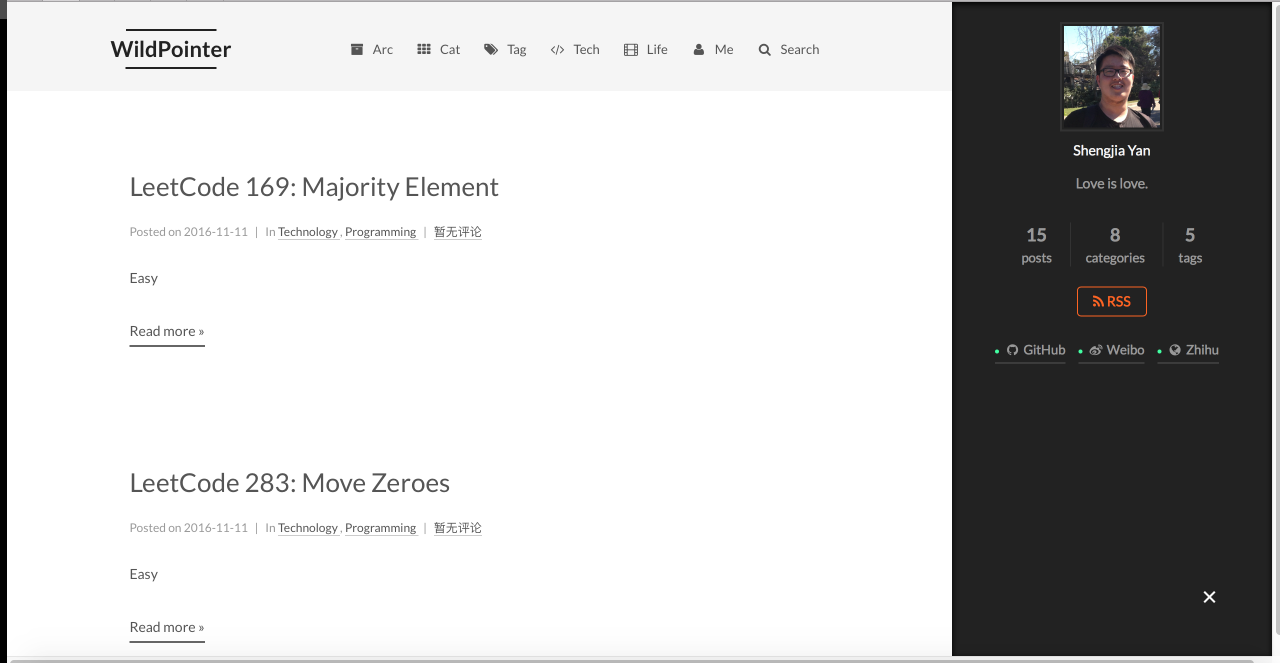 WildPointer
Arc Cat Tag Tech Life Me Search
LeetCode 169: Majority Element
Posted on 2016-11-11 | In Technology , Programming | 暂无评论
Easy
Read more »
LeetCode 283: Move Zeroes
Posted on 2016-11-11 | In Technology , Programming | 暂无评论
Easy
Read more »
Shengjia Yan
Love is love.
15 8 5
posts categories tags
RSS
GitHub Weibo Zhihu